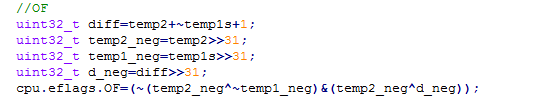 //OF
uint32_t diff=temp2+~temp1s+1;
uint32_t temp2_neg=temp2>>31;
uint32_t temp1_neg=temp1s>>31;
uint32_t d_neg=diff>>31;
cpu.eflags.OF=(~(temp2_neg^~temp1_neg)&(temp2_neg^d_neg));